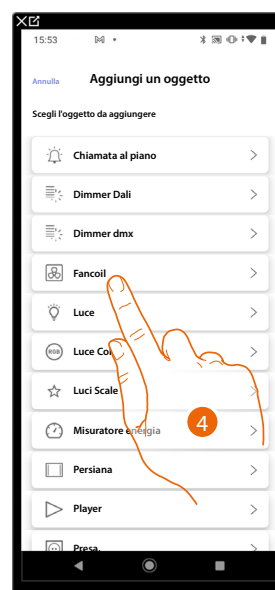 15:53
Annulla Aggiungi un oggetto
Scegli l'oggetto da aggiungere
Chiamata al piano
Dimmer Dali
Dimmer dmx
Fancoil
Luce
RGB Luce Co
Luci Scale
Misuratore energia
4
Persiana
Player
Presa